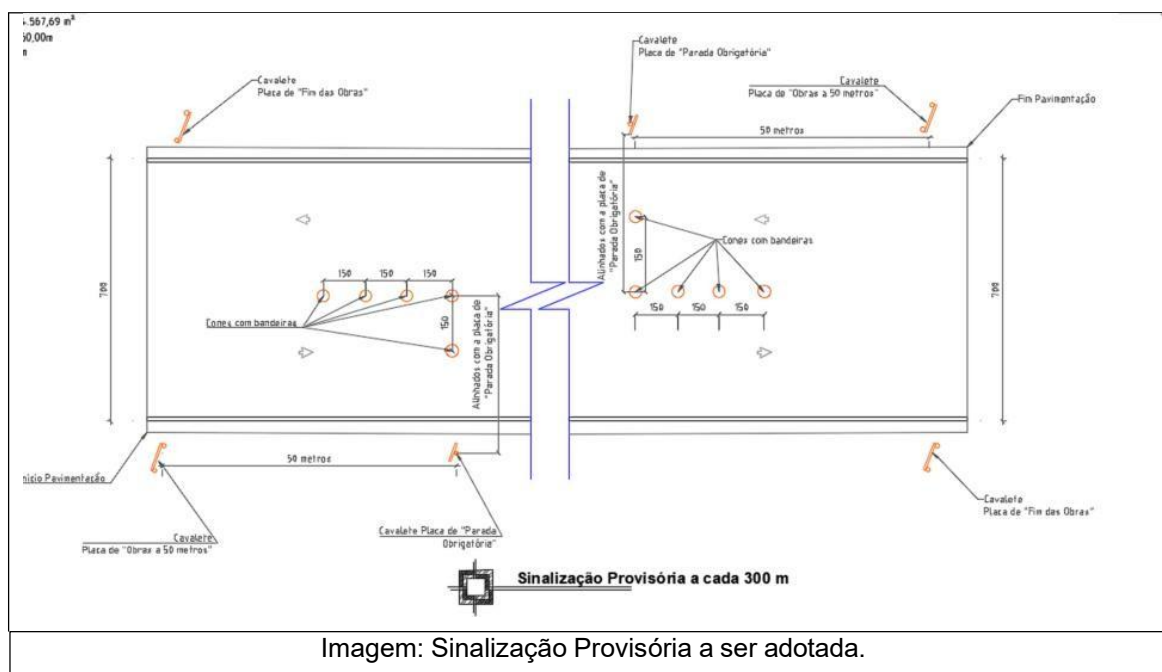 .567,69 m³
60,00m
Cavalete
Placa de "Fim das Obras"
Cavalete
Placa de "Parada Obrigatória"
Cavalete
Placa de "Obras a 50 metros"
Fim Pavimentação
50 metros
700
Alinhados com a placa de
"Parada Obrigatória"
150
Cones com bandeiras
150
150
150
700
150
150
150
Cones com bandeiras
150
Alinhados com a placa de
"Parada Obrigatória"
50 metros
nício Pavimentação
Cavalete
Placa de "Obras a 50 metros"
Cavalete Placa de "Parada
Obrigatória"
Cavalete
Placa de "Fim das Obras"
Sinalização Provisória a cada 300 m
Imagem: Sinalização Provisória a ser adotada.